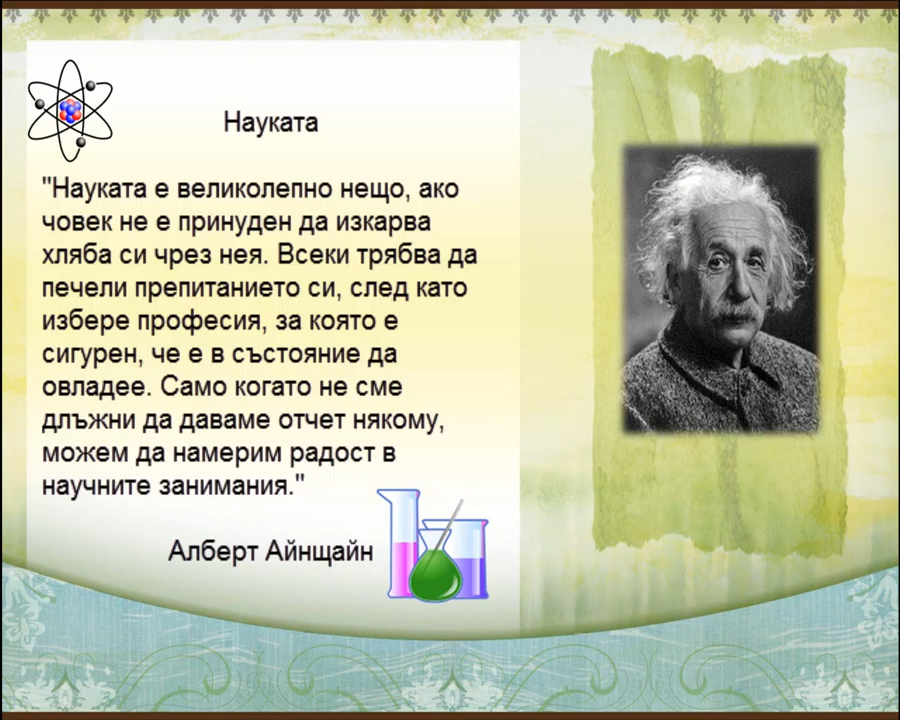 Науката
"Науката е великолепно нещо, ако
човек не е принуден да изкарва
хляба си чрез нея. Всеки трябва да
печели препитанието си, след като
избере професия, за която е
сигурен, че е в състояние да
овладее. Само когато не сме
длъжни да даваме отчет някому,
можем да намерим радост в
научните занимания."
Алберт Айнщайн